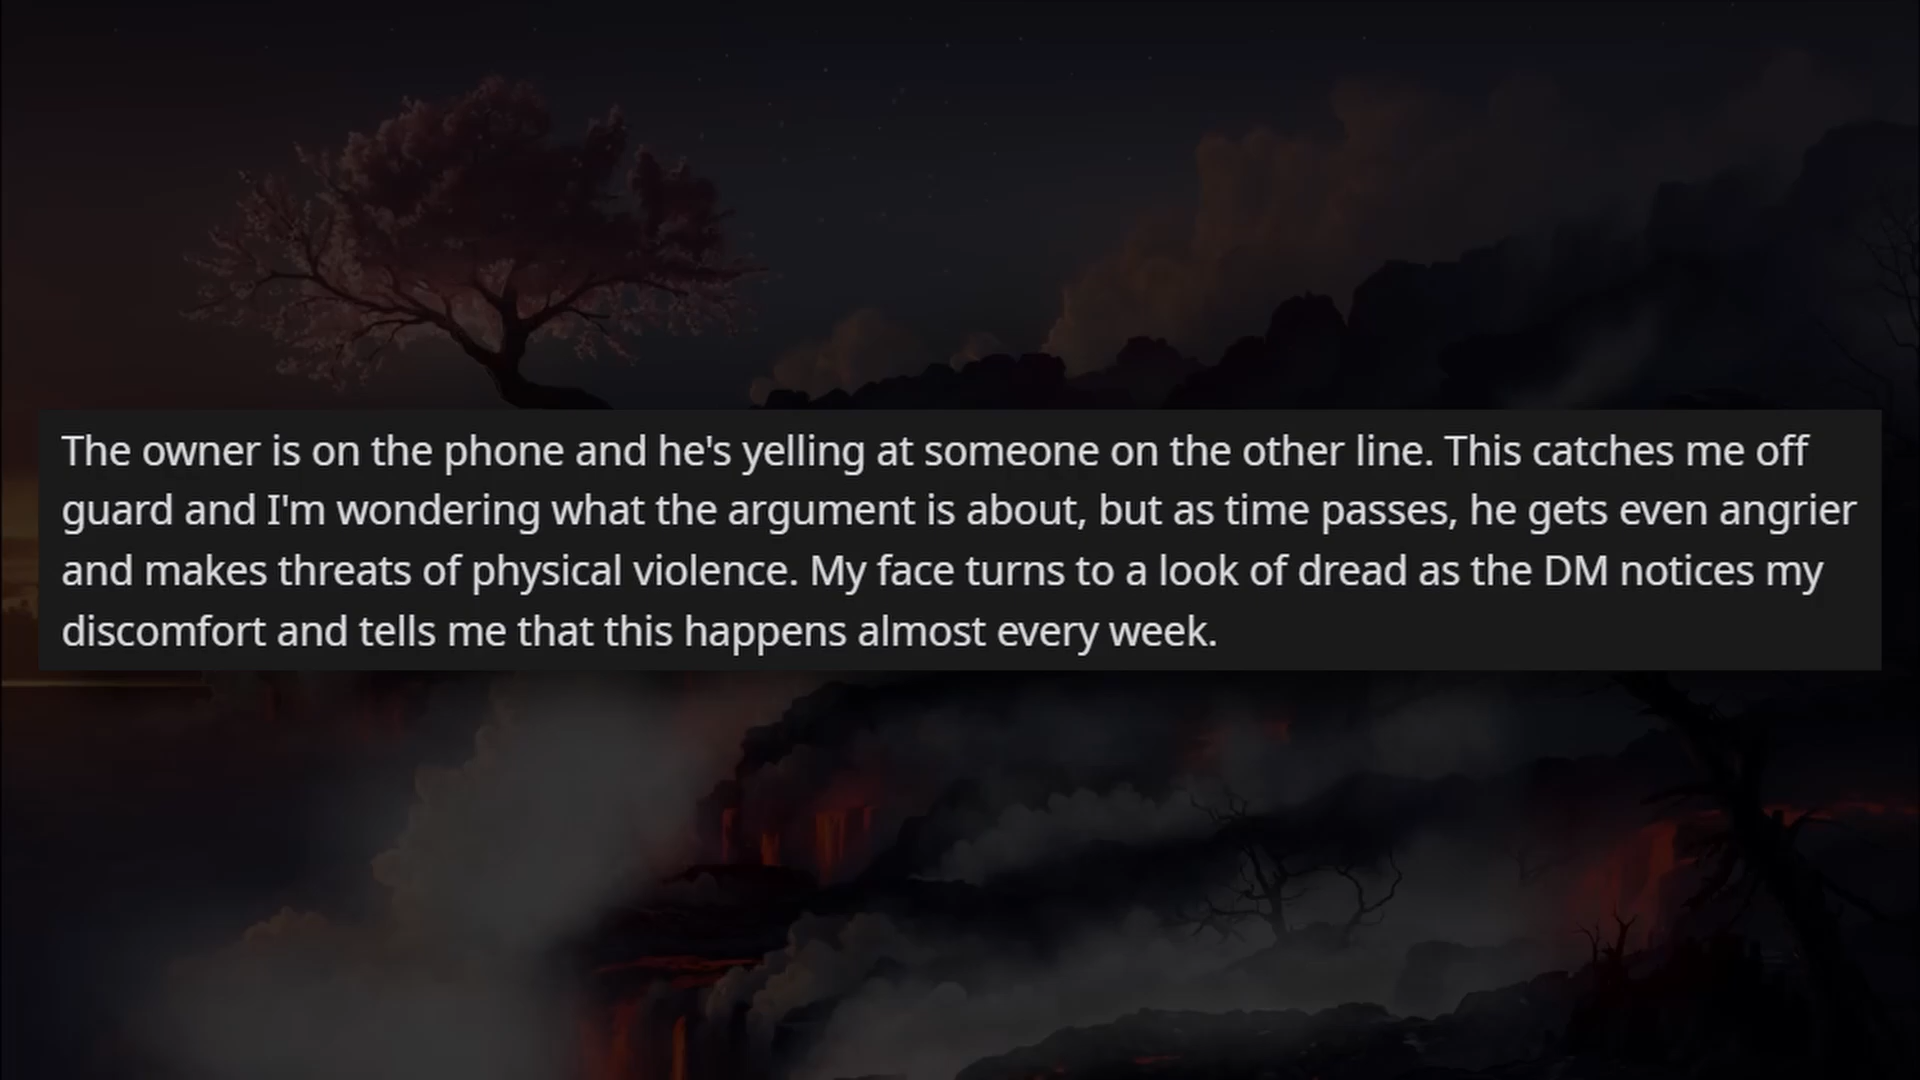 The owner is on the phone and he's yelling at someone on the other line. This catches me off
guard and I'm wondering what the argument is about, but as time passes, he gets even angrier
and makes threats of physical violence. My face turns to a look of dread as the DM notices my
discomfort and tells me that this happens almost every week.